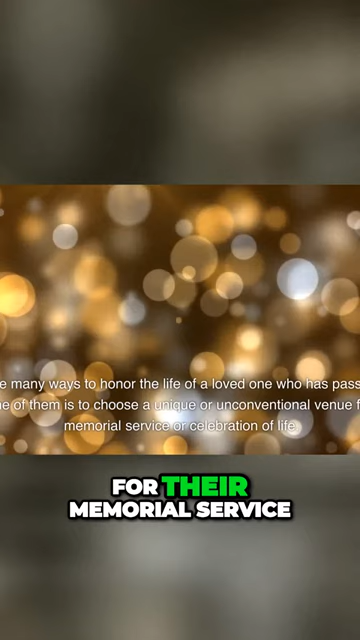 e many ways to honor the life of a loved one who has pass
e of them is to choose a unique or unconventional venue f
memorial service or celebration of life
FOR THEIR
MEMORIAL SERVICE